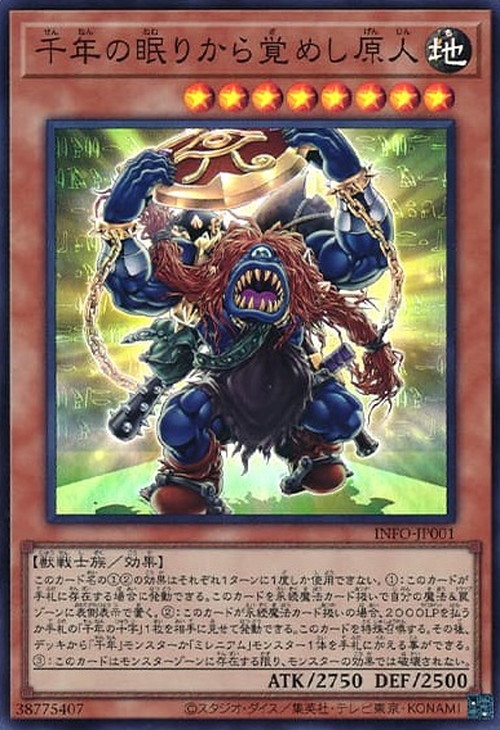 千年の眠りから覚めし原人
地
INFO-JP001
【獣戦士族／効果】
このカード名の①②の効果はそれぞれ1ターンに1度しか使用できない。①：このカードが
手札に存在する場合に発動できる。このカードを永続魔法カード扱いで自分の魔法&罠
ゾーンに表側表示で置く。②：このカードが永続魔法カード扱いの場合、2000LPを払う
か手札の「千年の十字」1枚を相手に見せて発動できる。このカードを特殊召喚する。その後、
デッキから「千年」モンスターか「ミレニアム」モンスター1体を手札に加える事ができる。
③：このカードはモンスターゾーンに存在する限り、モンスターの効果では破壊されない。
ATK/2750 DEF/2500
38775407 ©スタジオ・ダイス／集英社・テレビ東京・KONAMI